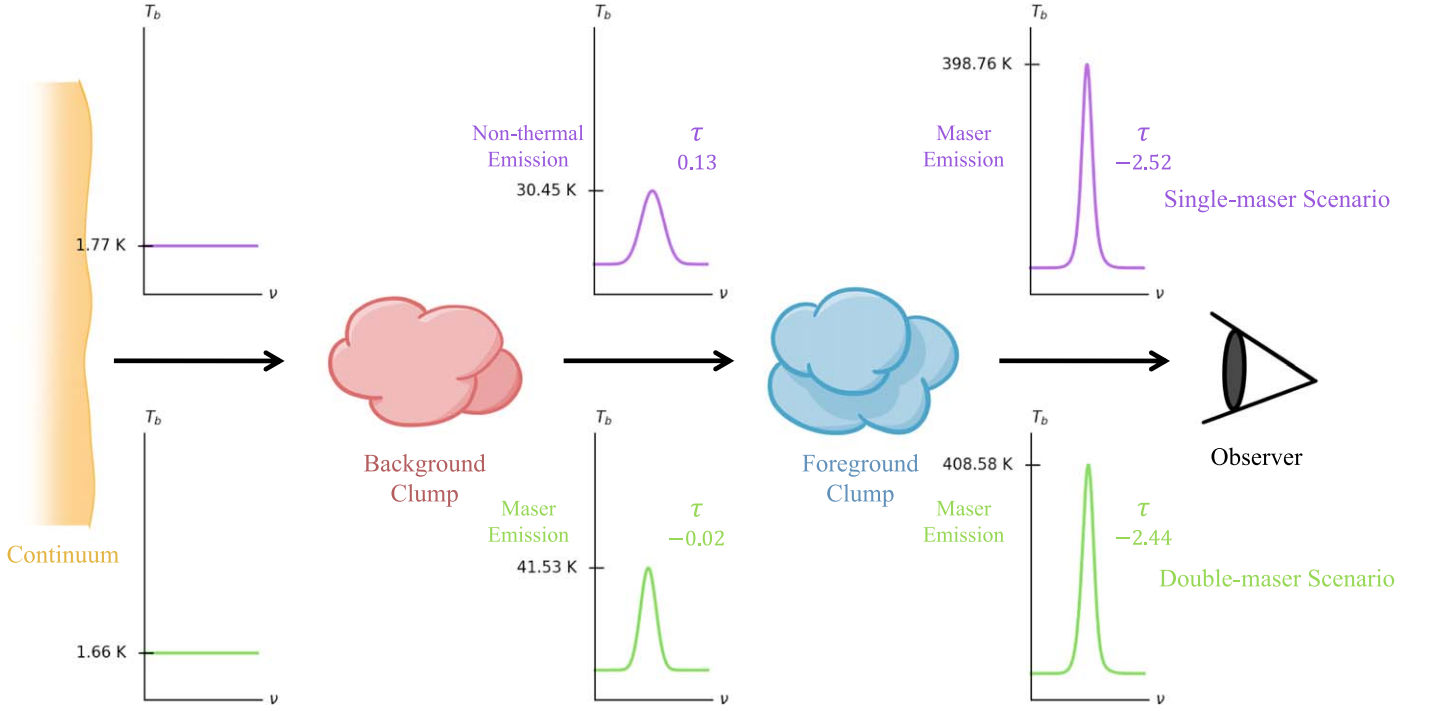 T_b
1.77 K
ν
T_b
Non-thermal
Emission
τ
0.13
30.45 K
ν
T_b
398.76 K
Maser
Emission
τ
−2.52
Single-maser Scenario
ν
Background
Clump
Foreground
Clump
Observer
Continuum
T_b
1.66 K
ν
T_b
Maser
Emission
τ
−0.02
41.53 K
ν
T_b
408.58 K
Maser
Emission
τ
−2.44
Double-maser Scenario
ν